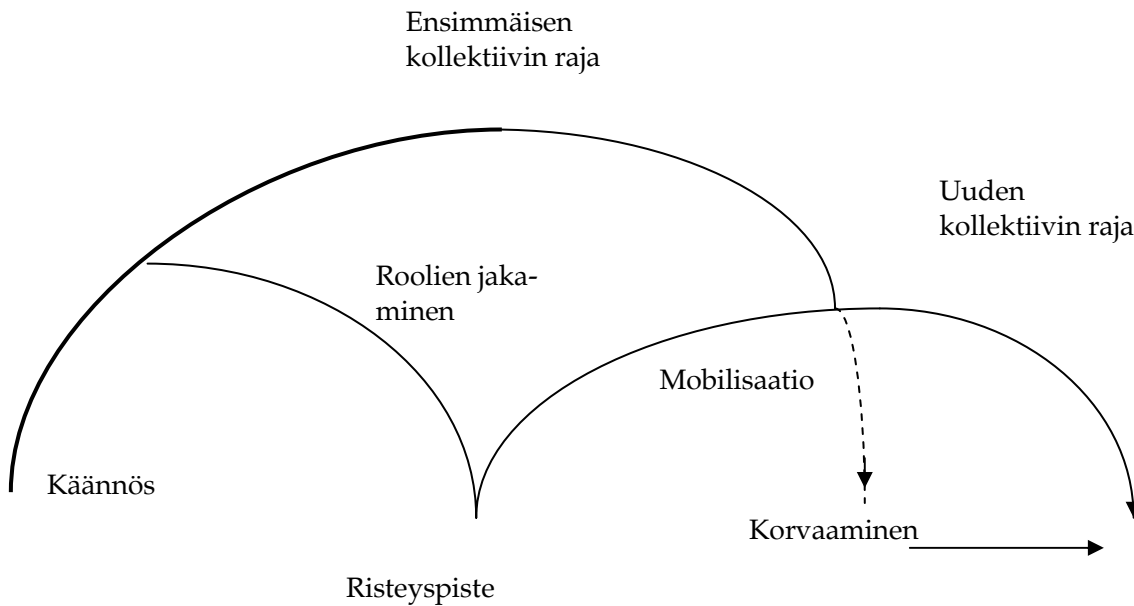 Ensimmäisen
kollektiivin raja
Uuden
kollektiivin raja
Roolien jaka-
minen
Mobilisaatio
Käännös
Korvaaminen
Risteyspiste